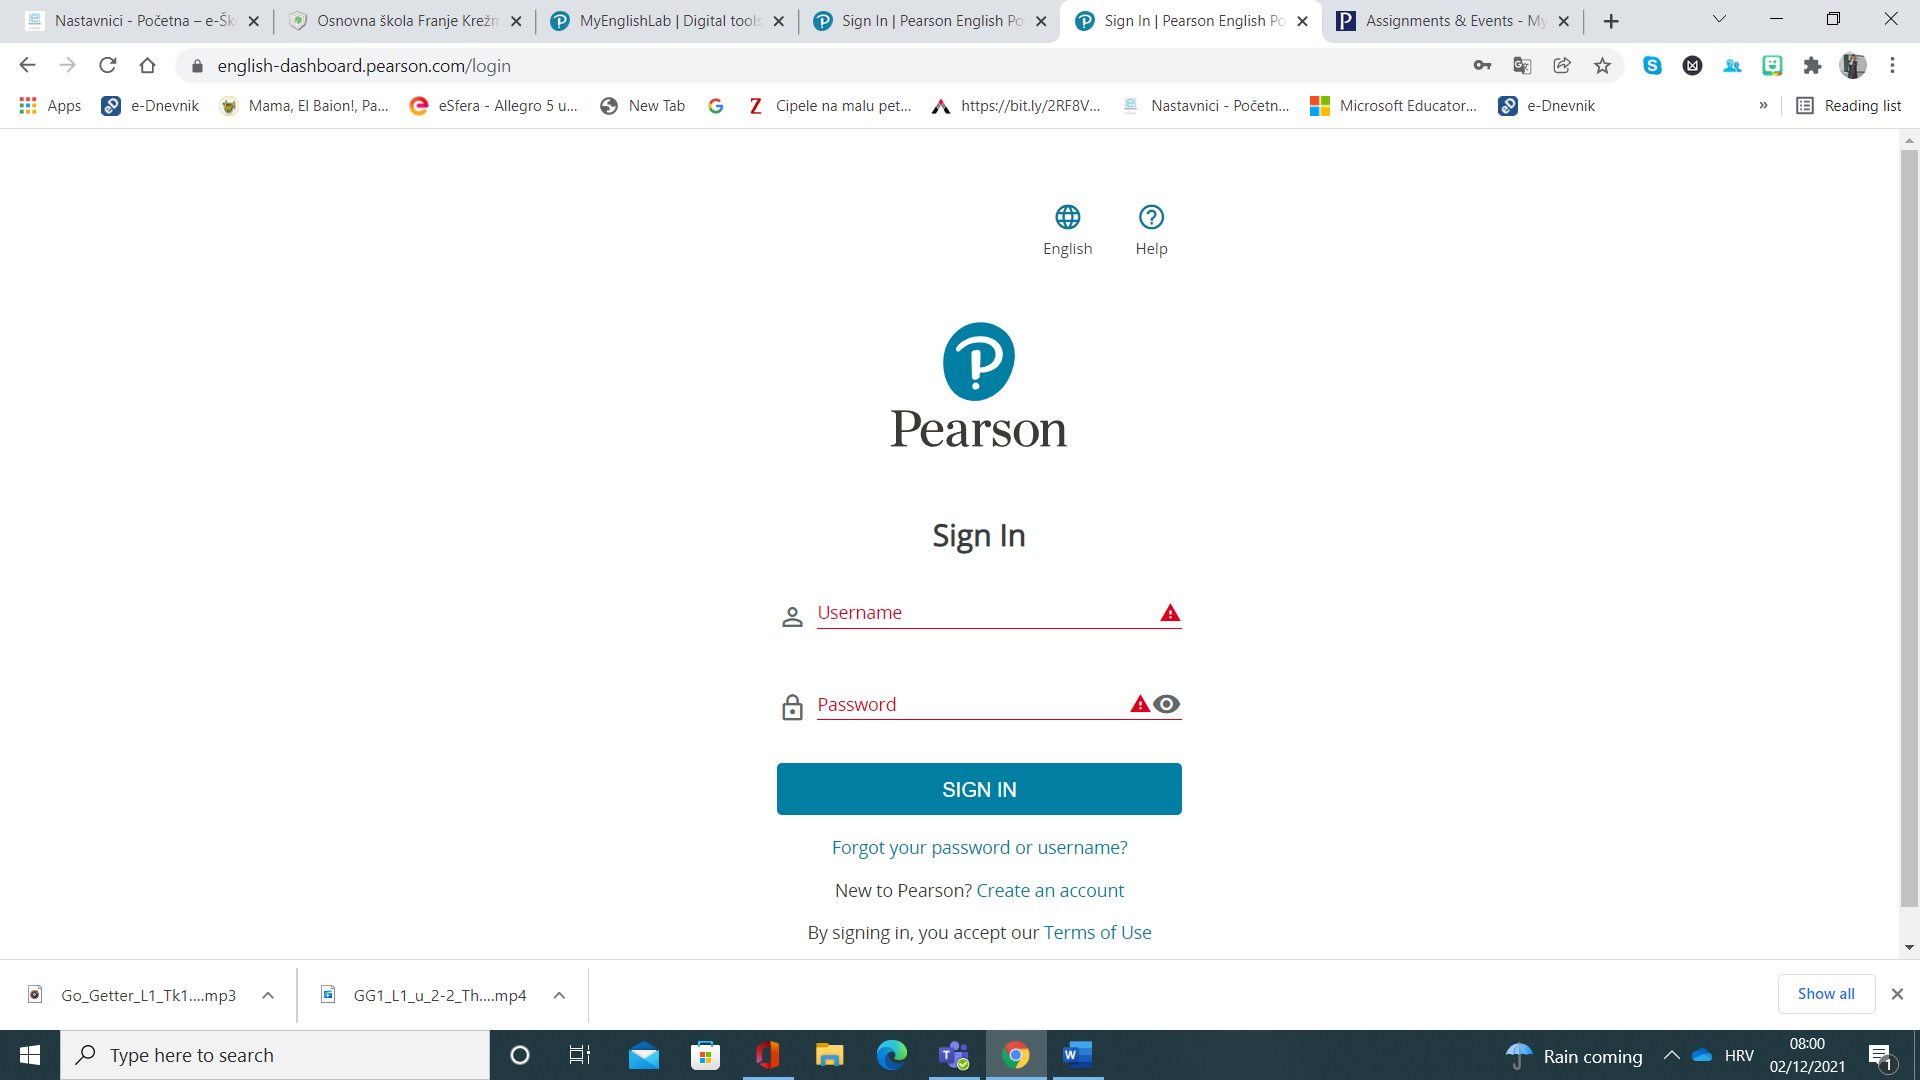 Nastavnici - Početna – e-Ško
Osnovna škola Franje Krežm
MyEnglishLab | Digital tools
Sign In | Pearson English Po
Sign In | Pearson English Po
Assignments & Events - My
english-dashboard.pearson.com/login
Apps
e-Dnevnik
Mama, El Baion!, Pa...
eSfera - Allegro 5 u...
New Tab
Cipele na malu pet...
https://bit.ly/2RF8V...
Nastavnici - Početn...
Microsoft Educator...
e-Dnevnik
»
Reading list
English
Help
Pearson
Sign In
Username
Password
SIGN IN
Forgot your password or username?
New to Pearson? Create an account
By signing in, you accept our Terms of Use
Go_Getter_L1_Tk1....mp3
GG1_L1_u_2-2_Th....mp4
Show all
Type here to search
Rain coming
HRV
08:00
02/12/2021
1